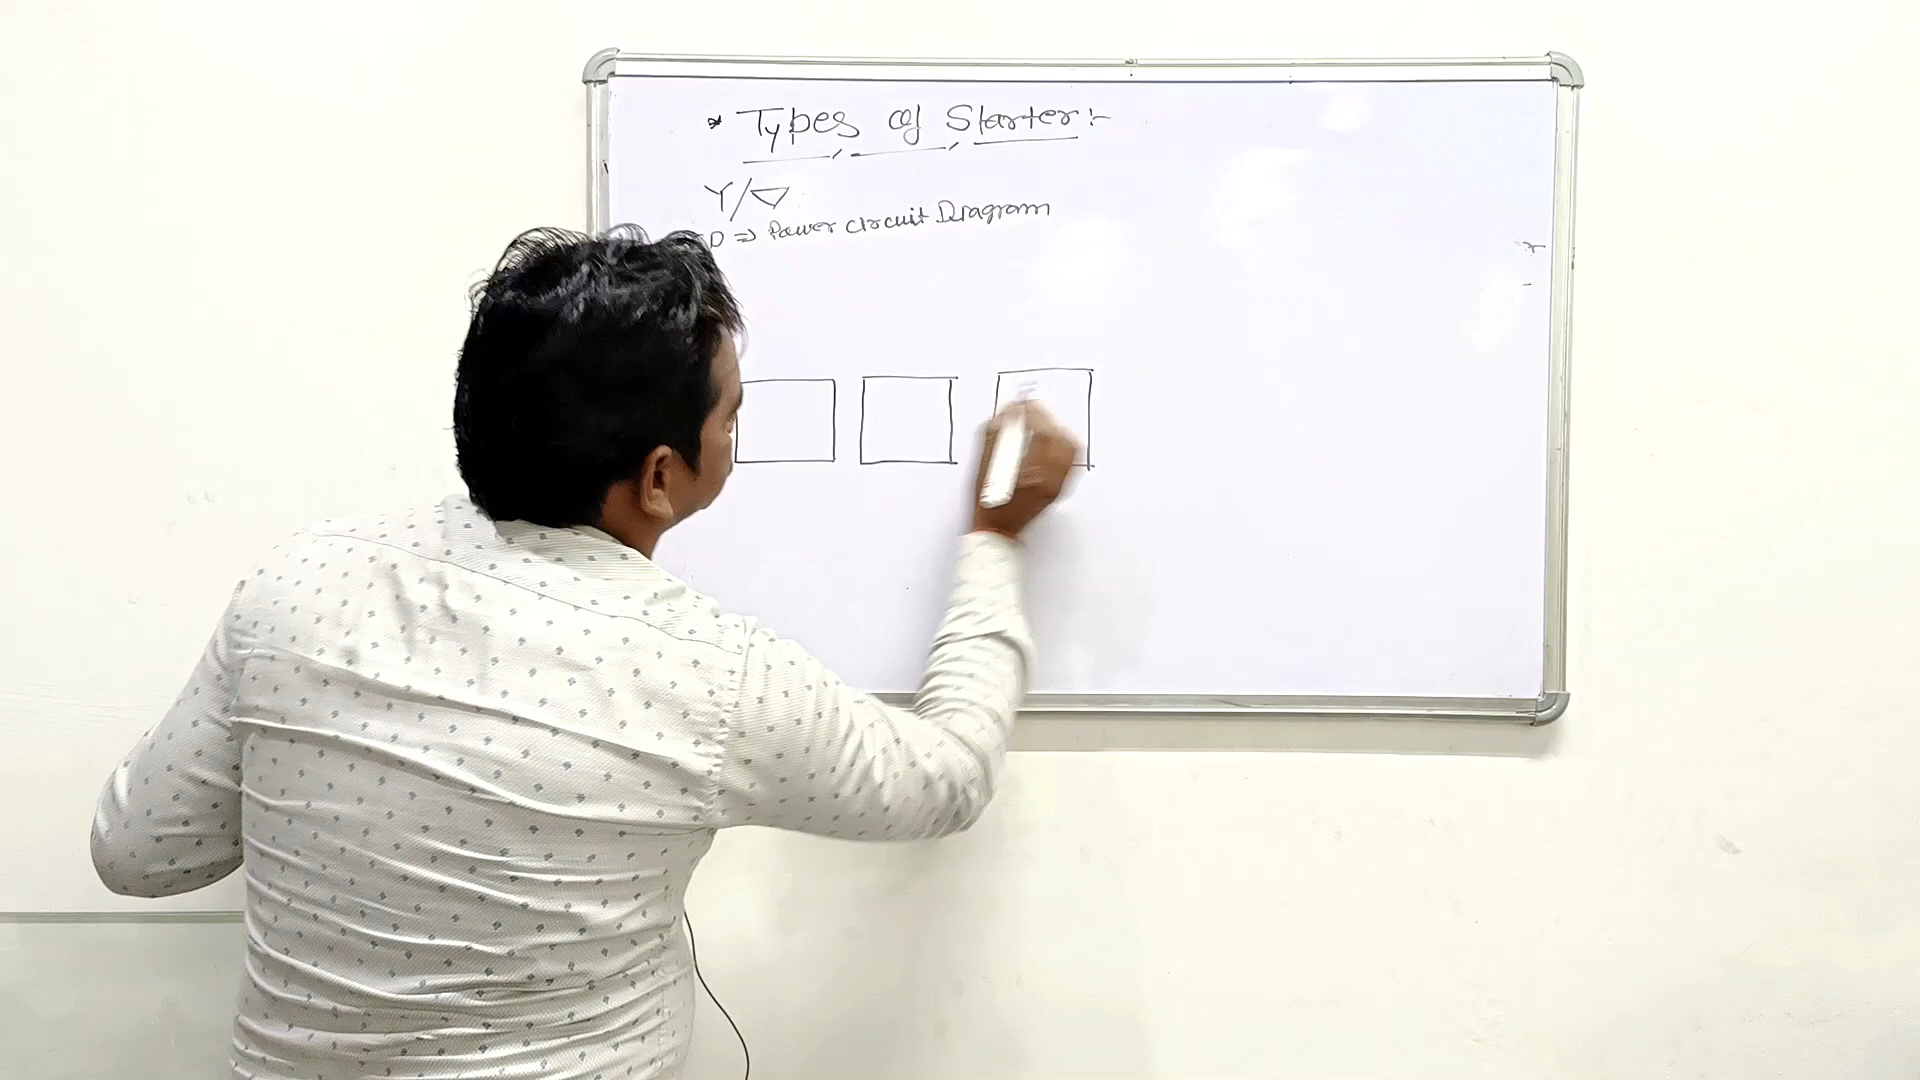 * Types of Starter :-
Y/▽
D ⇒ Power circuit Diagram